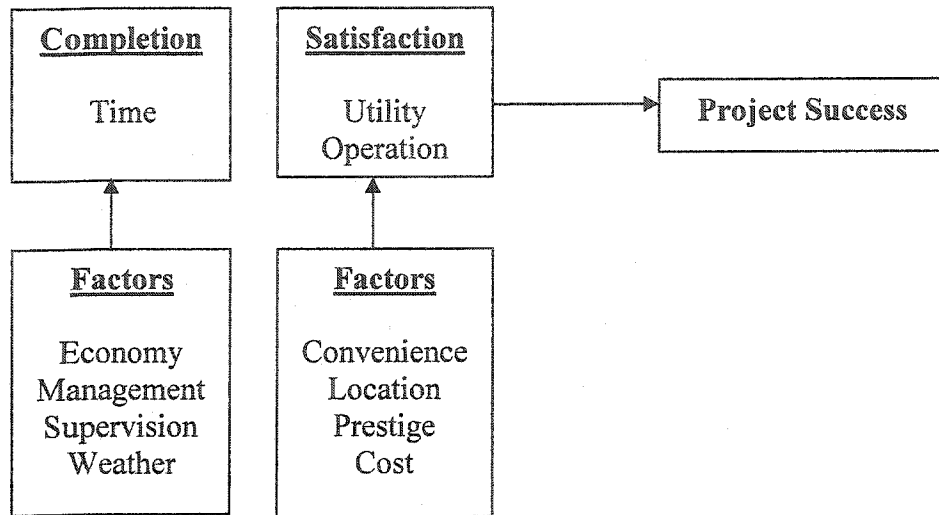 Completion
Time
Satisfaction
Utility
Operation
Project Success
Factors
Economy
Management
Supervision
Weather
Factors
Convenience
Location
Prestige
Cost